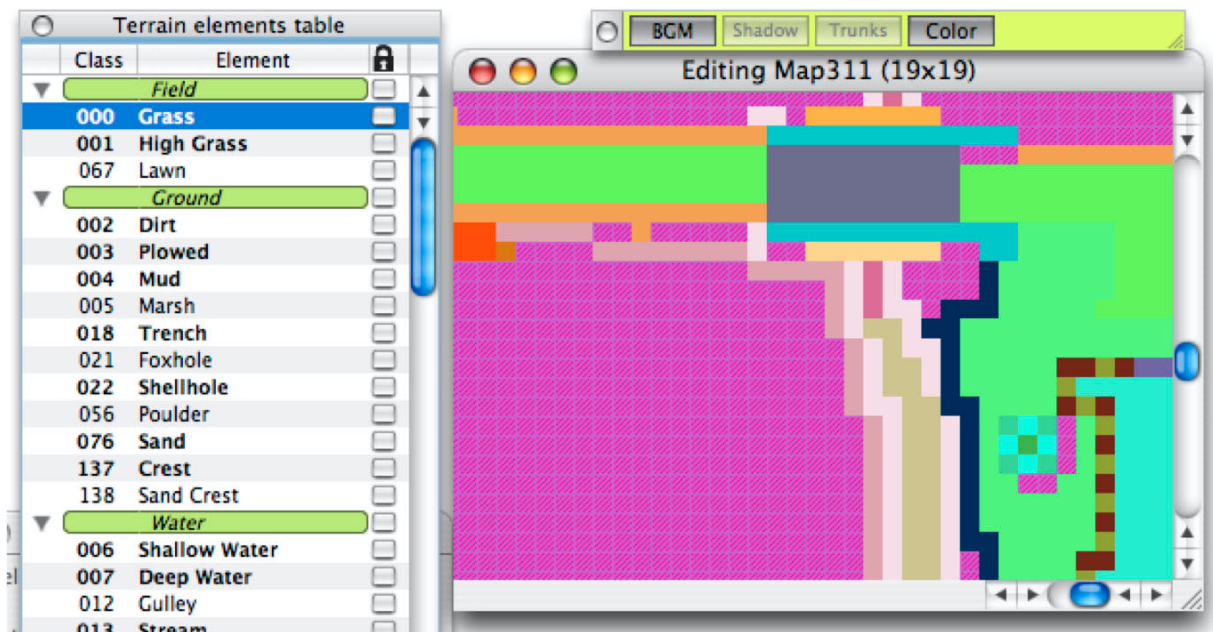 Terrain elements table
Class Element
Field
000 Grass
001 High Grass
067 Lawn
Ground
002 Dirt
003 Plowed
004 Mud
005 Marsh
018 Trench
021 Foxhole
022 Shellhole
056 Poulder
076 Sand
137 Crest
138 Sand Crest
Water
006 Shallow Water
007 Deep Water
012 Gulley
013 Stream
BGM Shadow Trunks Color
Editing Map311 (19x19)